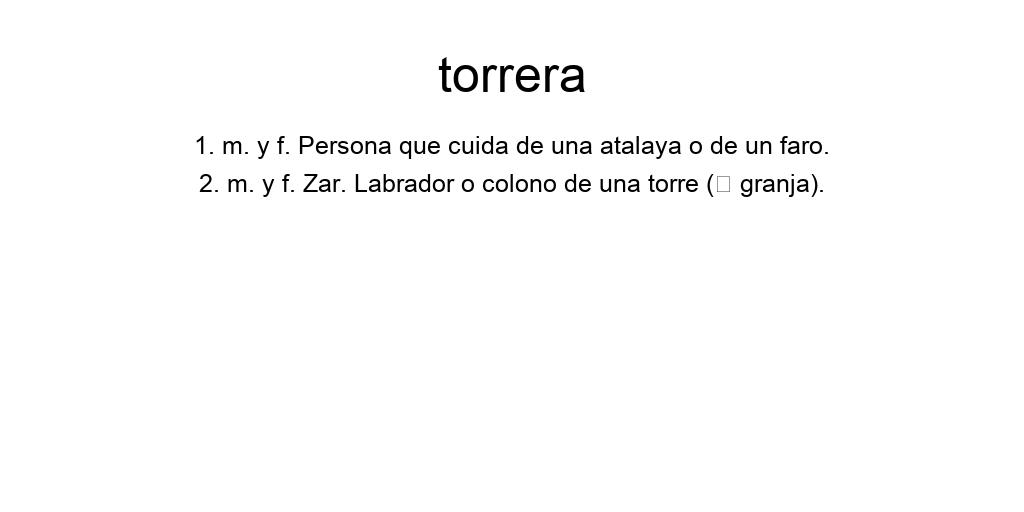 torrera
1. m. y f. Persona que cuida de una atalaya o de un faro.
2. m. y f. Zar. Labrador o colono de una torre (▯ granja).